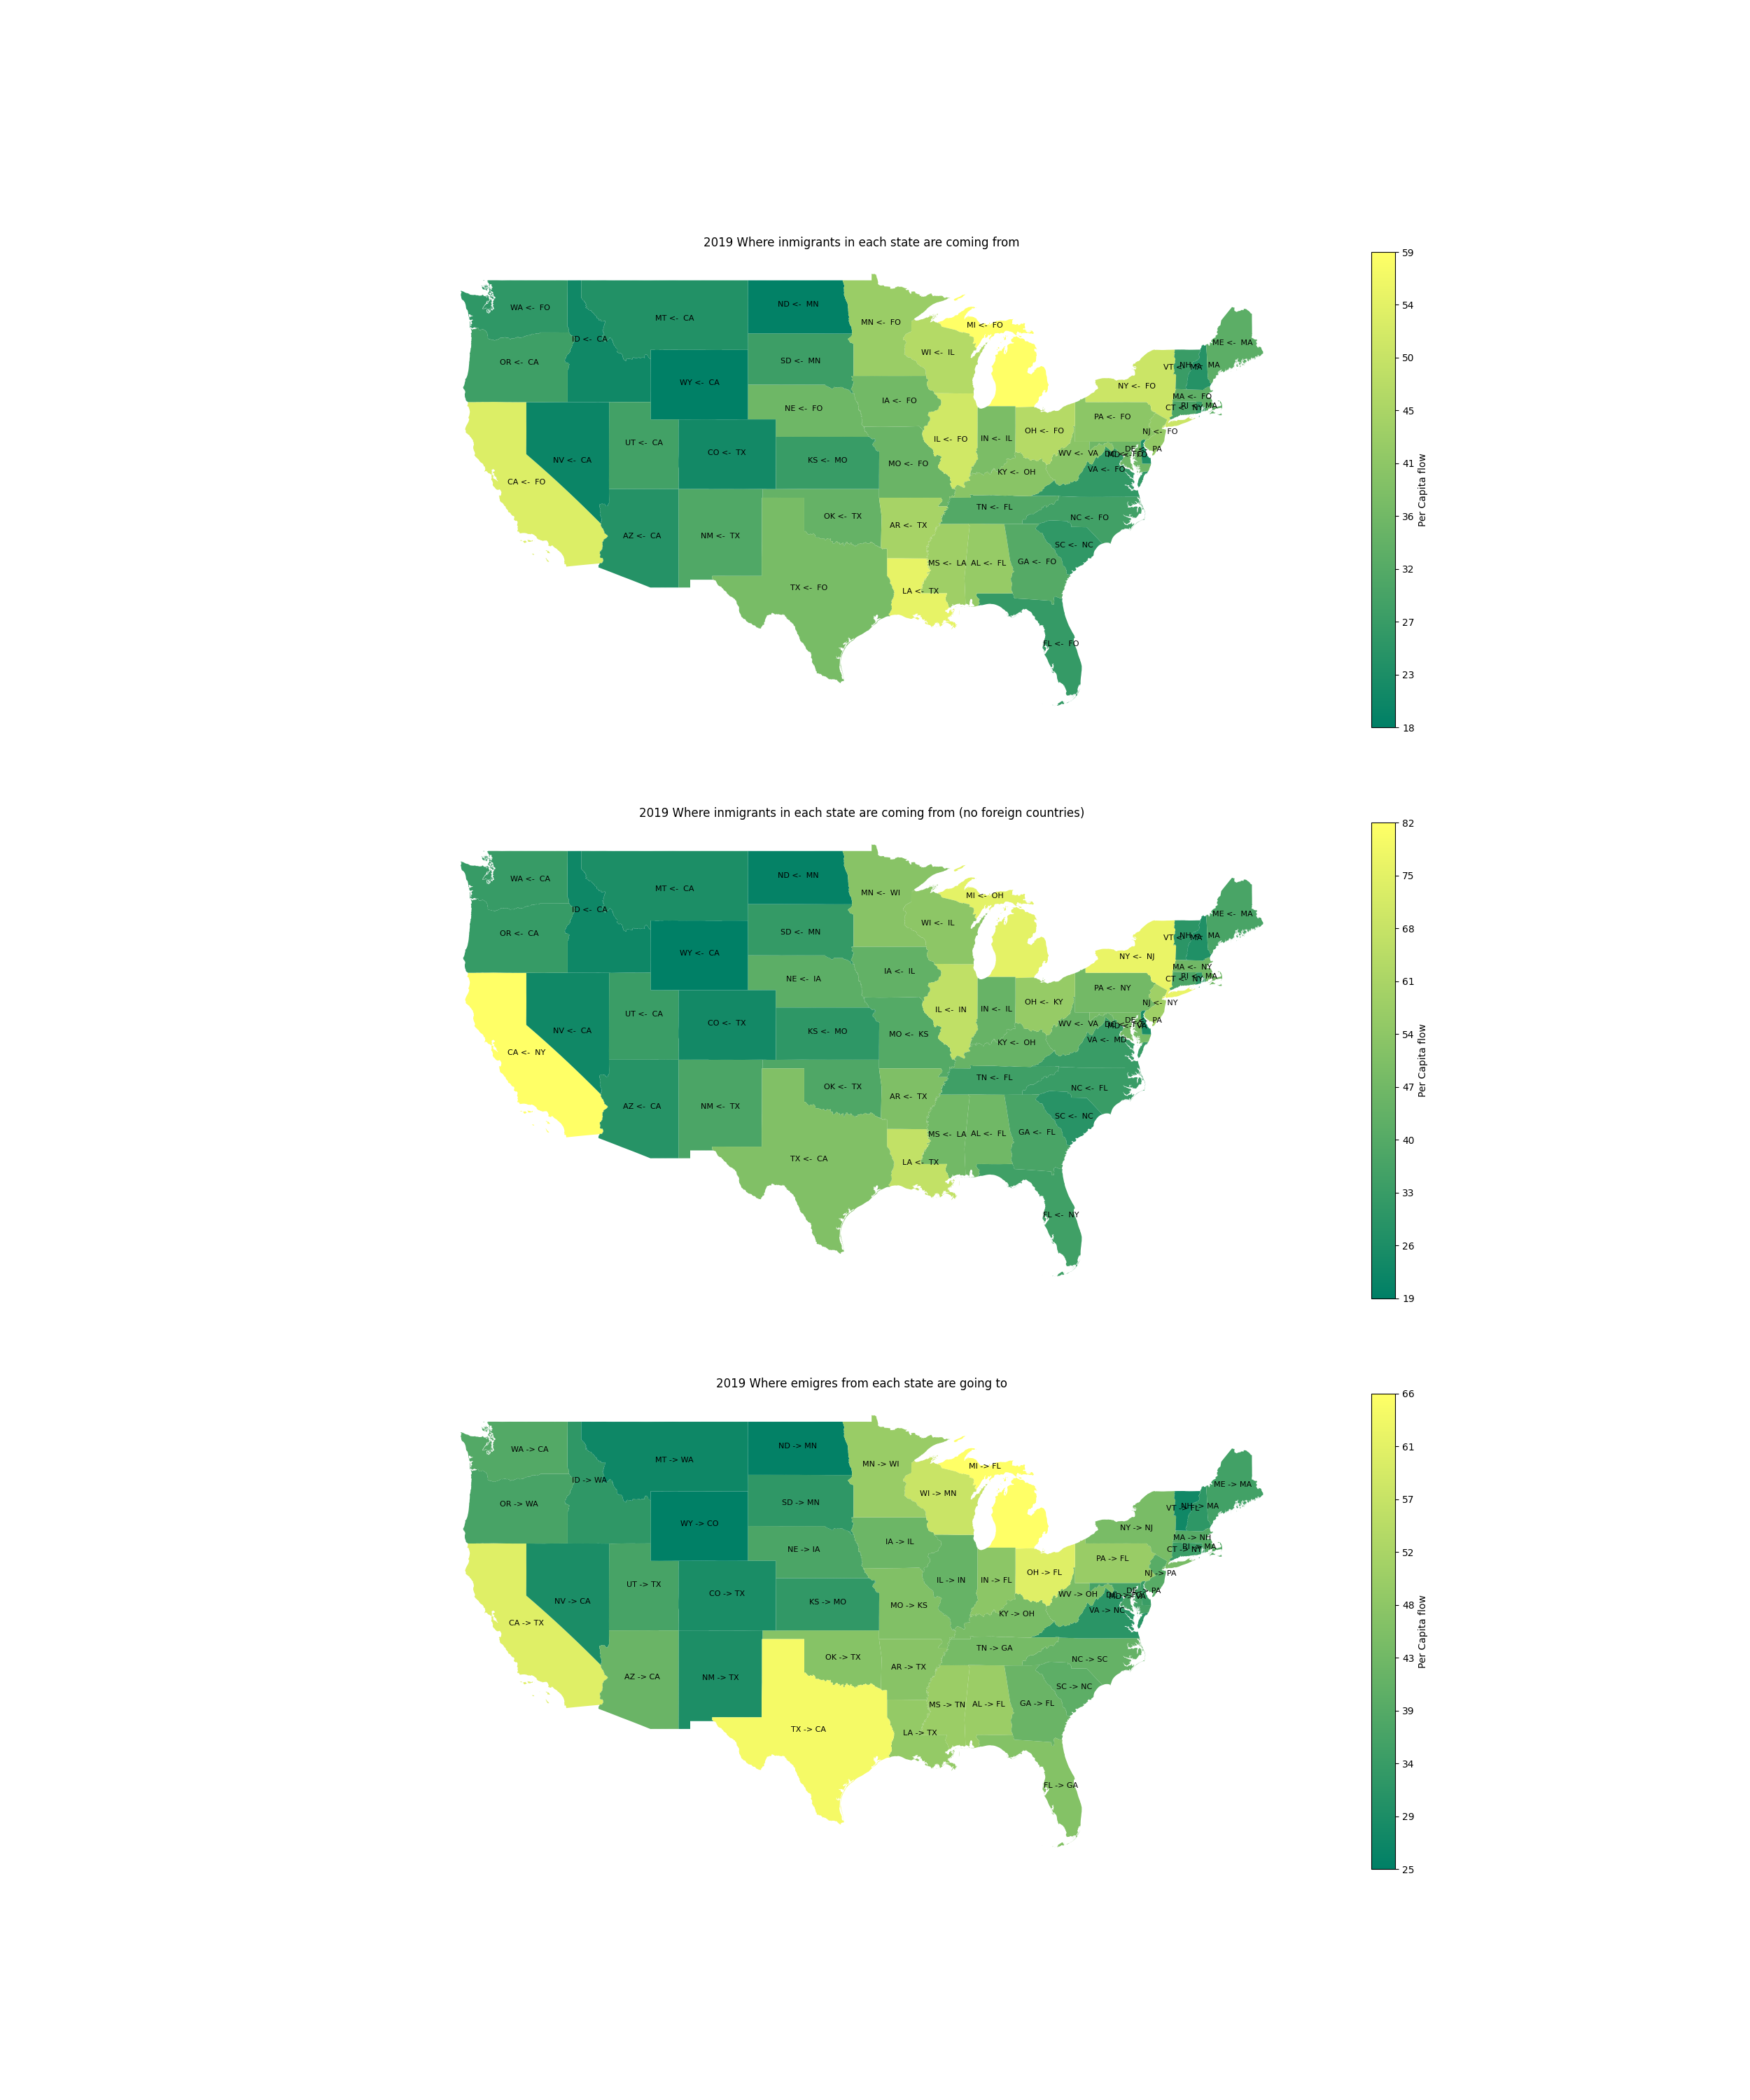 2019 Where inmigrants in each state are coming from
WA <-  FO
MT <-  CA
ND <-  MN
MN <-  FO
MI <-  FO
ID <-  CA
OR <-  CA
SD <-  MN
WI <-  IL
ME <-  MA
WY <-  CA
NE <-  FO
IA <-  FO
NY <-  FO
MA <-  FO
NV <-  CA
UT <-  CA
CO <-  TX
KS <-  MO
MO <-  FO
IL <-  FO
IN <-  IL
OH <-  FO
PA <-  FO
NJ <-  FO
CA <-  FO
KY <-  OH
WV <-  VA
VA <-  FO
AZ <-  CA
NM <-  TX
OK <-  TX
AR <-  TX
TN <-  FL
NC <-  FO
SC <-  NC
TX <-  FO
LA <-  TX
MS <-  LA
AL <-  FL
GA <-  FO
FL <-  FO
59
54
50
45
41
36
32
27
23
18
Per Capita flow
2019 Where inmigrants in each state are coming from (no foreign countries)
WA <-  CA
MT <-  CA
ND <-  MN
MN <-  WI
MI <-  OH
ID <-  CA
OR <-  CA
SD <-  MN
WI <-  IL
ME <-  MA
WY <-  CA
NE <-  IA
IA <-  IL
NY <-  NJ
MA <-  NY
NV <-  CA
UT <-  CA
CO <-  TX
KS <-  MO
MO <-  KS
IL <-  IN
IN <-  IL
OH <-  KY
PA <-  NY
NJ <-  NY
CA <-  NY
KY <-  OH
WV <-  VA
VA <-  MD
AZ <-  CA
NM <-  TX
OK <-  TX
AR <-  TX
TN <-  FL
NC <-  FL
SC <-  NC
TX <-  CA
LA <-  TX
MS <-  LA
AL <-  FL
GA <-  FL
FL <-  NY
82
75
68
61
54
47
40
33
26
19
Per Capita flow
2019 Where emigres from each state are going to
WA -> CA
MT -> WA
ND -> MN
MN -> WI
MI -> FL
ID -> WA
OR -> WA
SD -> MN
WI -> MN
ME -> MA
WY -> CO
NE -> IA
IA -> IL
NY -> NJ
MA -> NH
NV -> CA
UT -> TX
CO -> TX
KS -> MO
MO -> KS
IL -> IN
IN -> FL
OH -> FL
PA -> FL
NJ -> PA
CA -> TX
KY -> OH
WV -> OH
VA -> NC
AZ -> CA
NM -> TX
OK -> TX
AR -> TX
TN -> GA
NC -> SC
SC -> NC
TX -> CA
LA -> TX
MS -> TN
AL -> FL
GA -> FL
FL -> GA
66
61
57
52
48
43
39
34
29
25
Per Capita flow